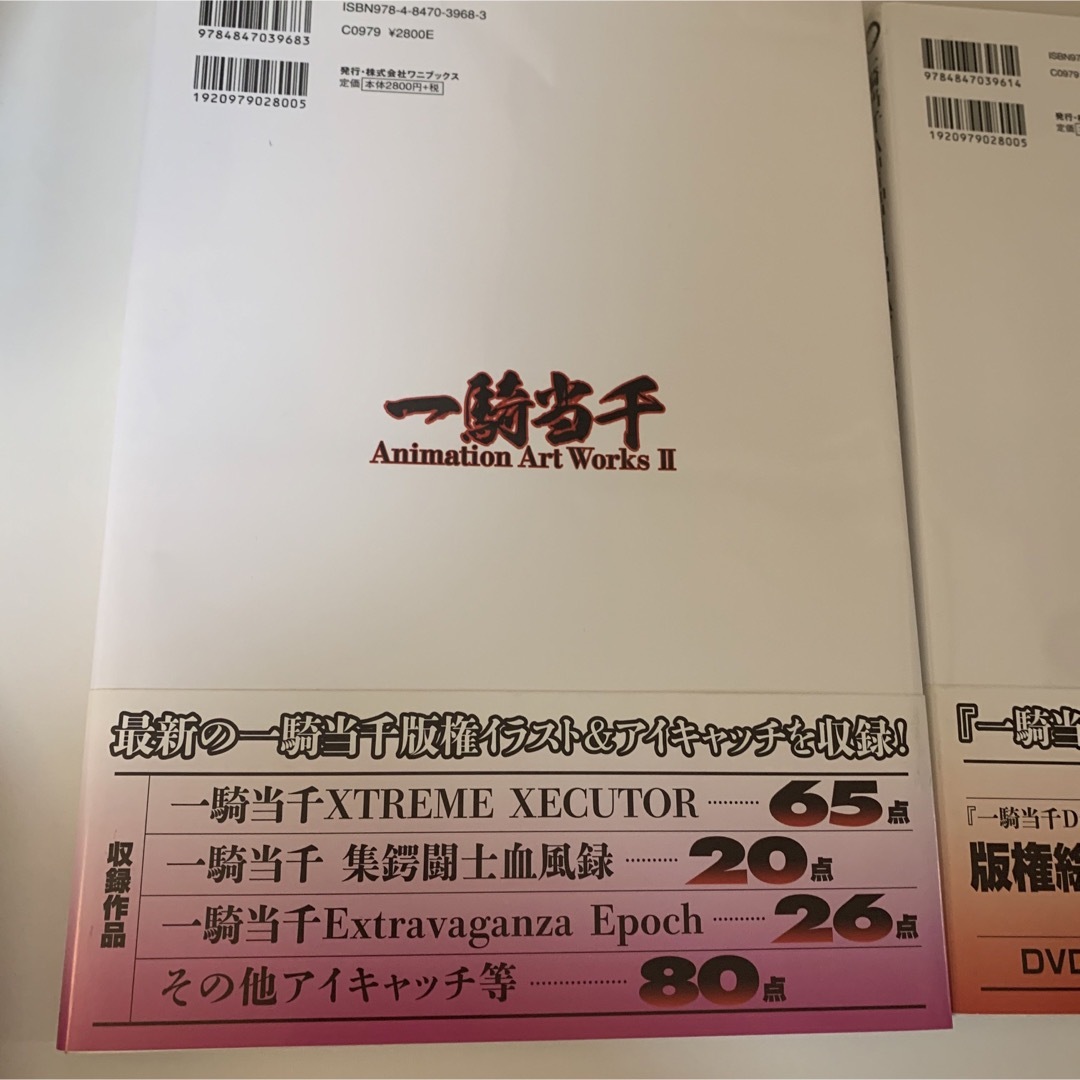 ISBN978-4-8470-3968-3
9784847039683
C0979 ¥2800E
発行・株式会社ワニブックス
定価 本体2800円+税
1920979028005
一騎当千
Animation Art Works II
最新の一騎当千版権イラスト&アイキャッチを収録!
収録作品
一騎当千XTREME XECUTOR ………… 65点
一騎当千 集鍔闘士血風録 ………… 20点
一騎当千Extravaganza Epoch ………… 26点
その他アイキャッチ等 ………… 80点
ISBN97
9784847039614
C0979
発行・
定価
1920979028005
『一騎当
『一騎当千D
版権絵
DVD